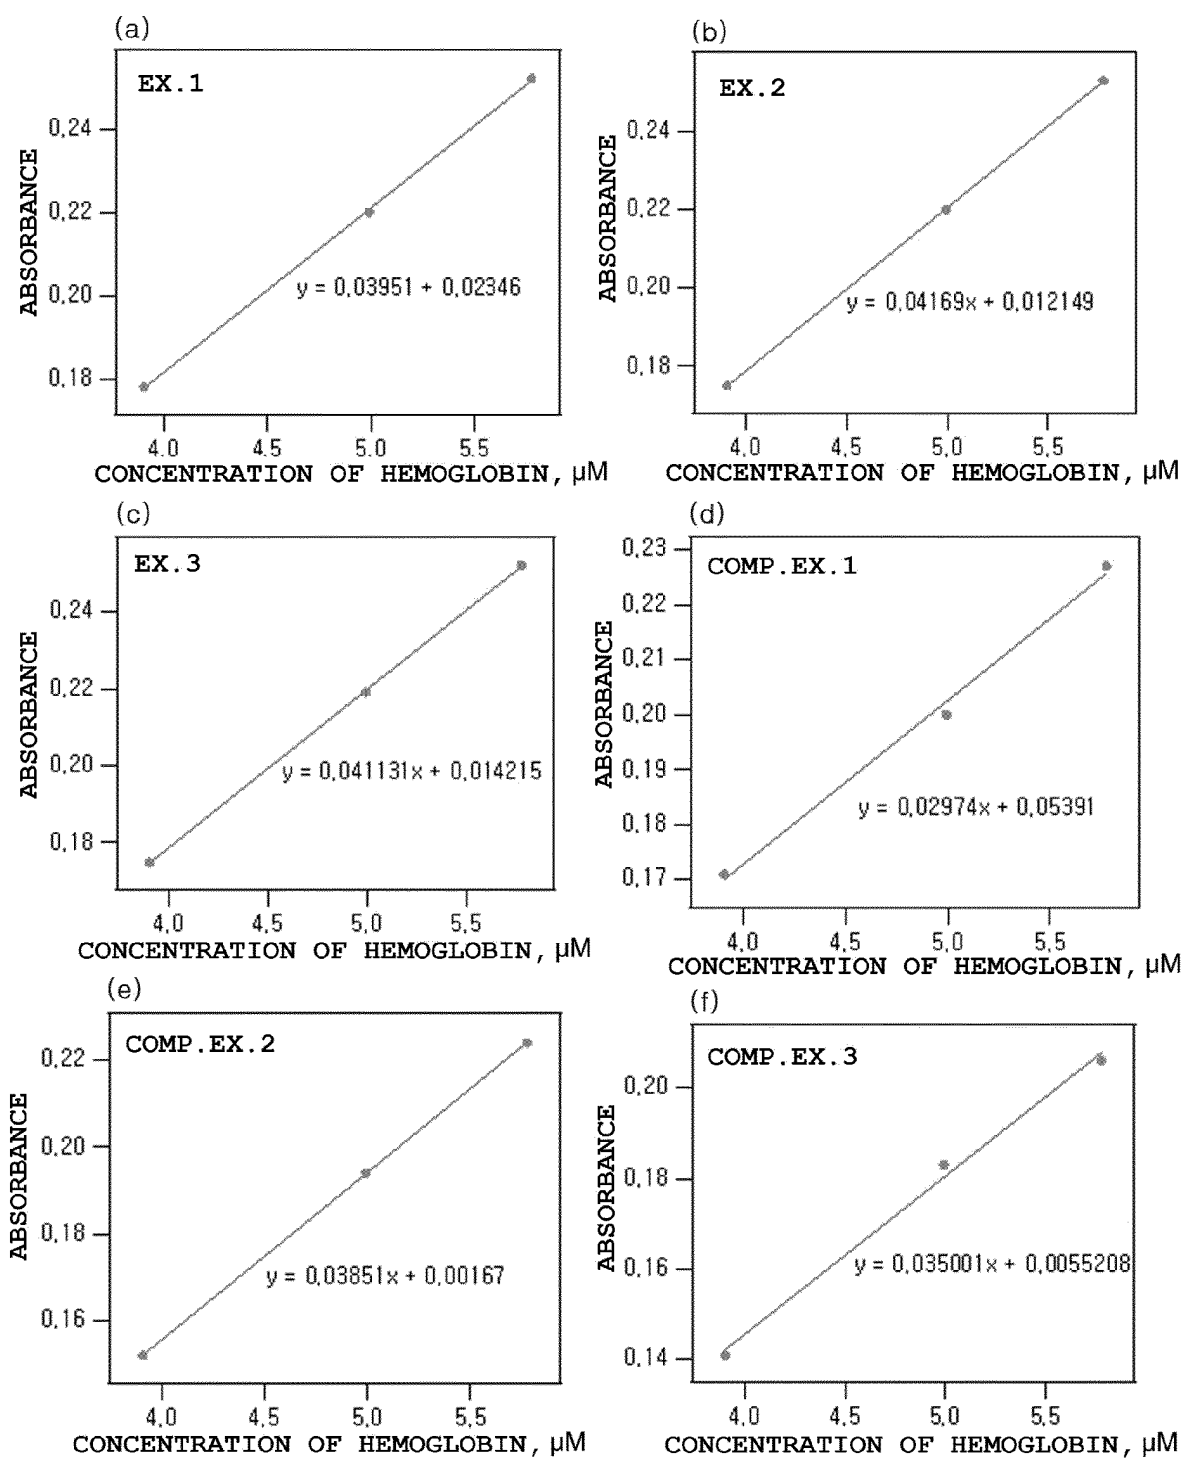 (a)
EX.1
ABSORBANCE
0,24
0,22
0,20
0,18
y = 0,03951 + 0,02346
4,0 4,5 5,0 5,5
CONCENTRATION OF HEMOGLOBIN, µM
(b)
EX.2
ABSORBANCE
0,24
0,22
0,20
0,18
y = 0,04169x + 0,012149
4,0 4,5 5,0 5,5
CONCENTRATION OF HEMOGLOBIN, µM
(c)
EX.3
ABSORBANCE
0,24
0,22
0,20
0,18
y = 0,041131x + 0,014215
4,0 4,5 5,0 5,5
CONCENTRATION OF HEMOGLOBIN, µM
(d)
COMP.EX.1
ABSORBANCE
0,23
0,22
0,21
0,20
0,19
0,18
0,17
y = 0,02974x + 0,05391
4,0 4,5 5,0 5,5
CONCENTRATION OF HEMOGLOBIN, µM
(e)
COMP.EX.2
ABSORBANCE
0,22
0,20
0,18
0,16
y = 0,03851x + 0,00167
4,0 4,5 5,0 5,5
CONCENTRATION OF HEMOGLOBIN, µM
(f)
COMP.EX.3
ABSORBANCE
0,20
0,18
0,16
0,14
y = 0,035001x + 0,0055208
4,0 4,5 5,0 5,5
CONCENTRATION OF HEMOGLOBIN, µM